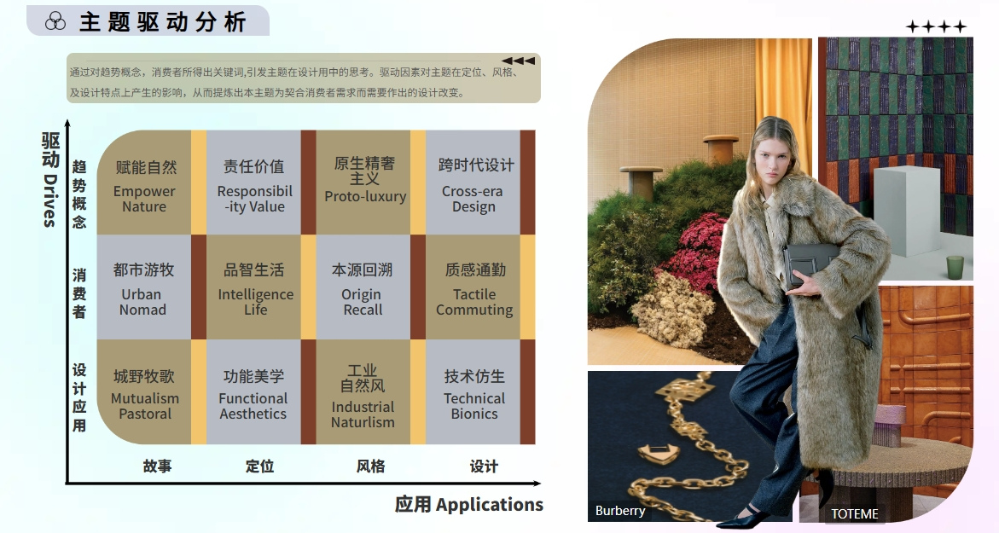 主题驱动分析
通过对趋势概念，消费者所得出关键词,引发主题在设计用中的思考。驱动因素对主题在定位、风格、
及设计特点上产生的影响，从而提炼出本主题为契合消费者需求而需要作出的设计改变。
驱动 Drives
趋势概念
赋能自然
Empower
Nature
责任价值
Responsibil
-ity Value
原生精奢
主义
Proto-luxury
跨时代设计
Cross-era
Design
消费者
都市游牧
Urban
Nomad
品智生活
Intelligence
Life
本源回溯
Origin
Recall
质感通勤
Tactile
Commuting
设计应用
城野牧歌
Mutualism
Pastoral
功能美学
Functional
Aesthetics
工业
自然风
Industrial
Naturlism
技术仿生
Technical
Bionics
故事
定位
风格
设计
应用 Applications
Burberry
TOTEME